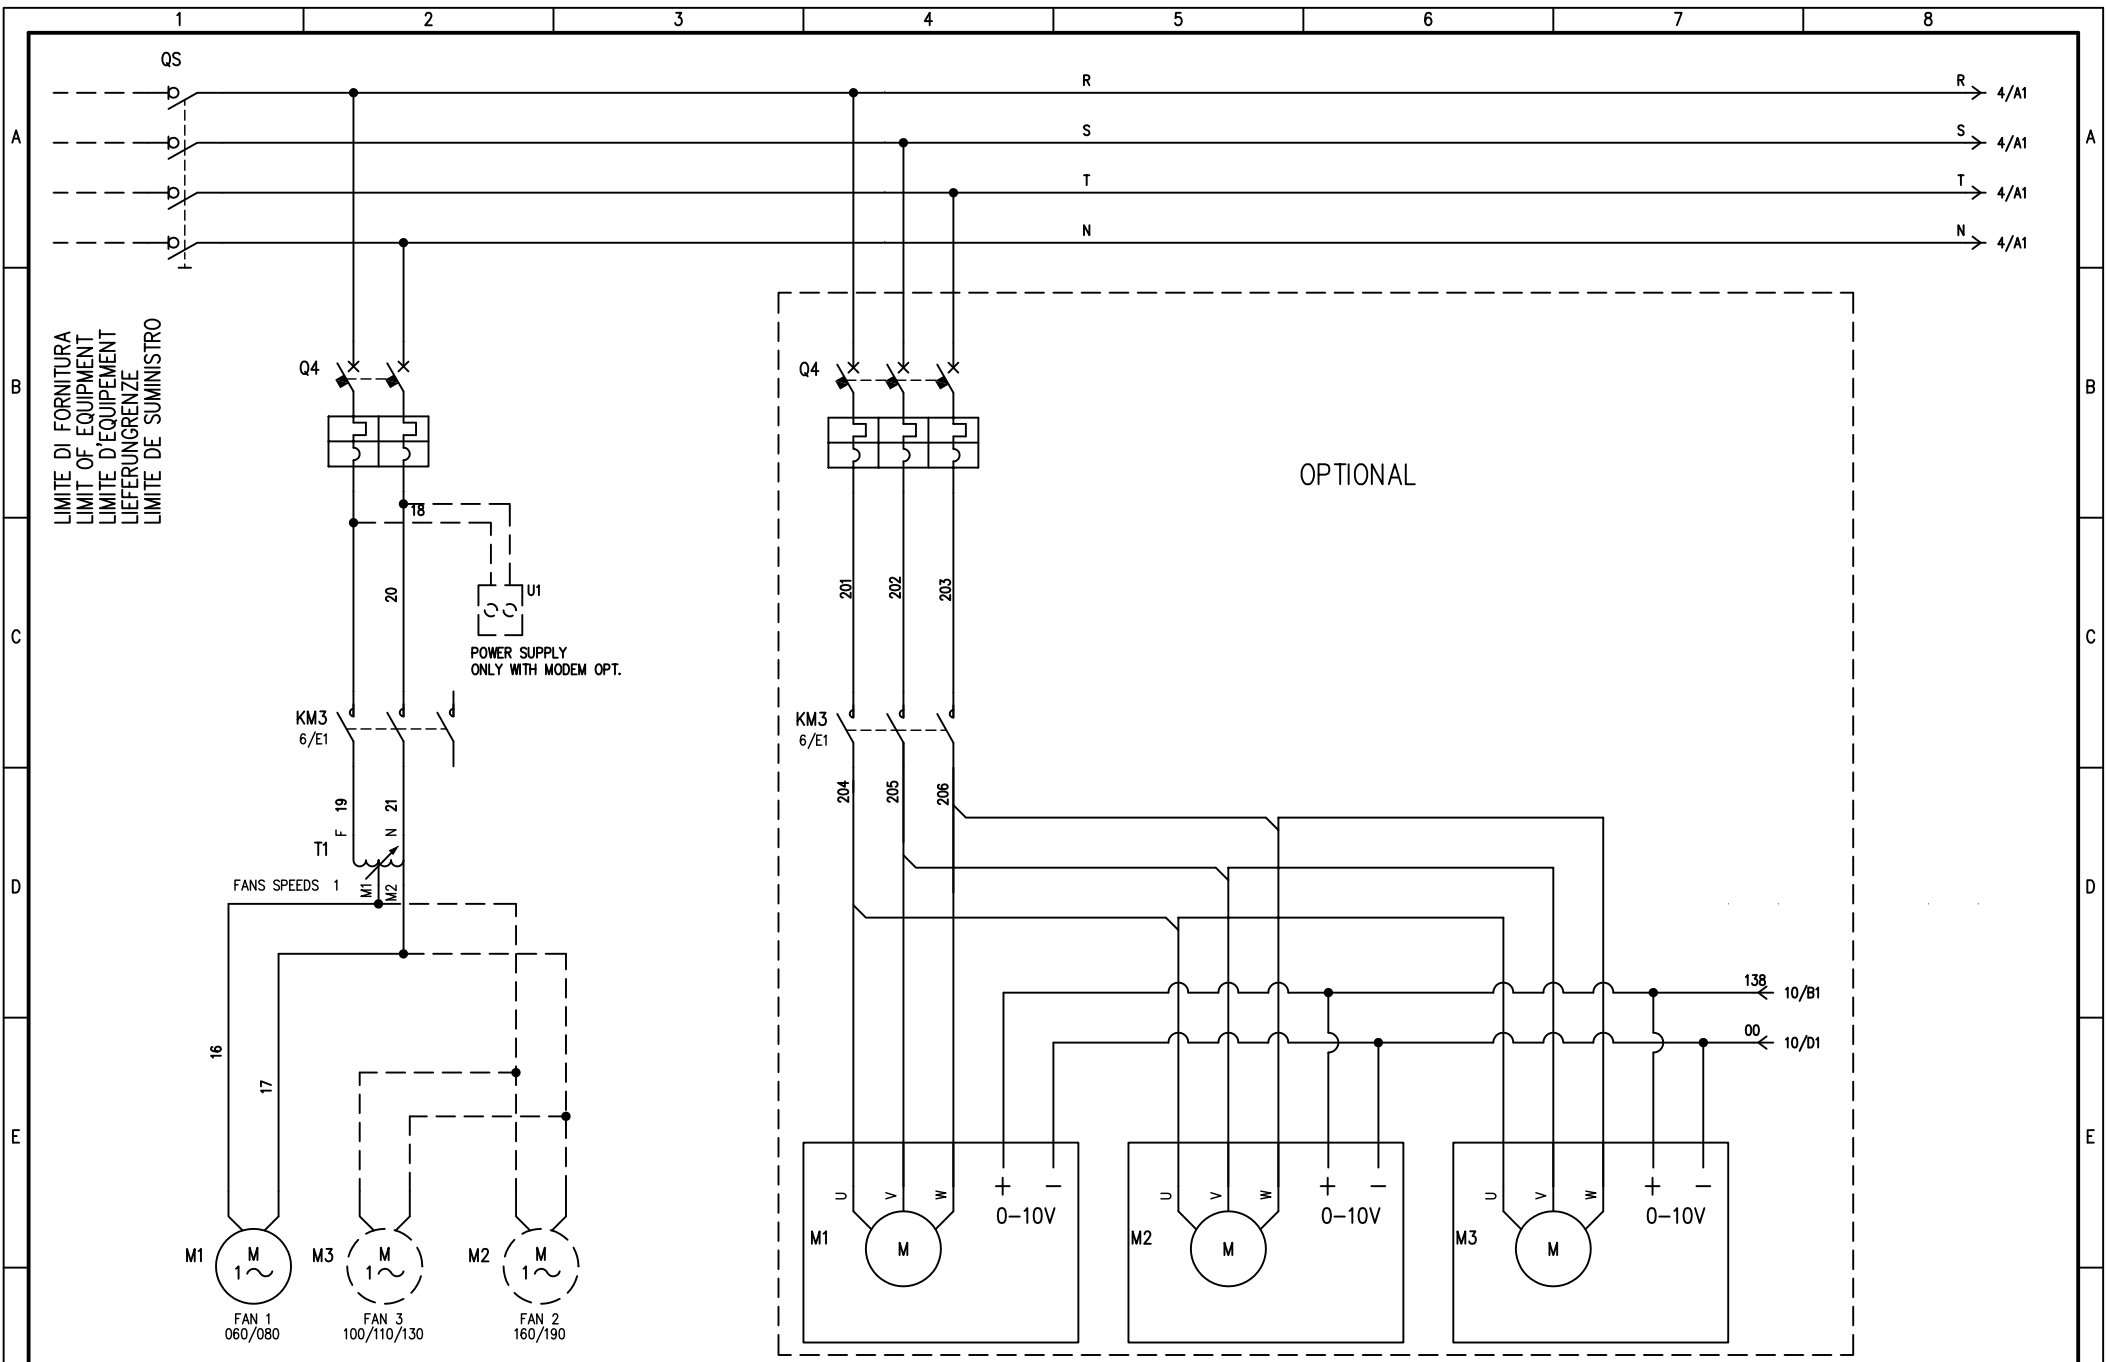 1 2 3 4 5 6 7 8
QS
R R 4/A1
A S S 4/A1 A
T T 4/A1
N N 4/A1
LIMITE DI FORNITURA
LIMIT OF EQUIPMENT
LIMITE D'EQUIPEMENT
LIEFERUNGRENZE
LIMITE DE SUMINISTRO
B Q4 Q4 B
OPTIONAL
18
20 U1 201 202 203
C C
POWER SUPPLY
ONLY WITH MODEM OPT.
KM3 KM3
6/E1 6/E1
19 21 204 205 206
F N
T1
D FANS SPEEDS 1 M1 M2 D
138 10/B1
00 10/D1
16 17
E E
U V W + − U V W + − U V W + −
0-10V 0-10V 0-10V
M1 M M2 M M3 M
M1 M M3 M M2 M
1 1 1
FAN 1 FAN 3 FAN 2
060/080 100/110/130 160/190